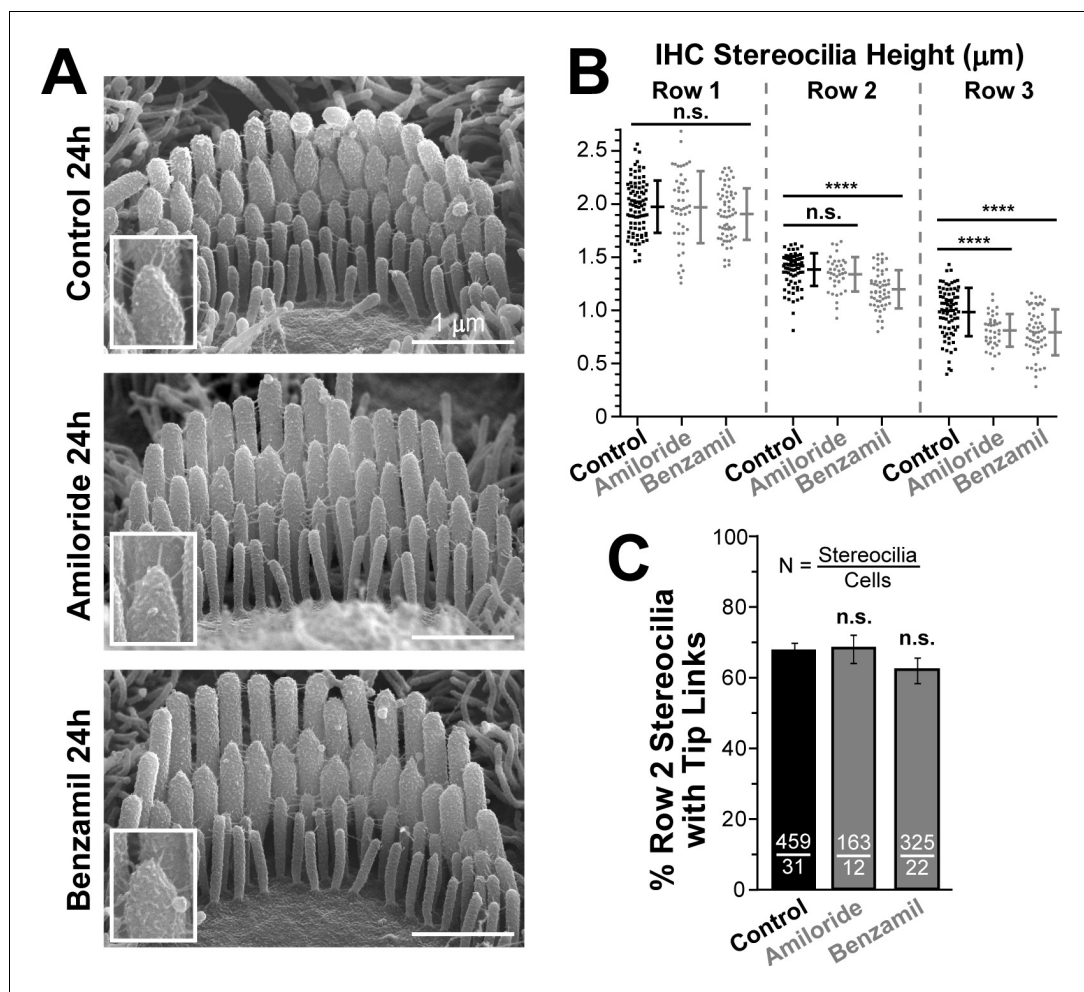 A
Control 24h
1 μm
Amiloride 24h
Benzamil 24h
B
IHC Stereocilia Height (μm)
Row 1
Row 2
Row 3
n.s.
n.s.
****
****
****
2.5
2.0
1.5
1.0
0.5
0
Control
Amiloride
Benzamil
Control
Amiloride
Benzamil
Control
Amiloride
Benzamil
C
% Row 2 Stereocilia
with Tip Links
N = Stereocilia
Cells
100
80
60
40
20
0
n.s.
n.s.
459
31
163
12
325
22
Control
Amiloride
Benzamil